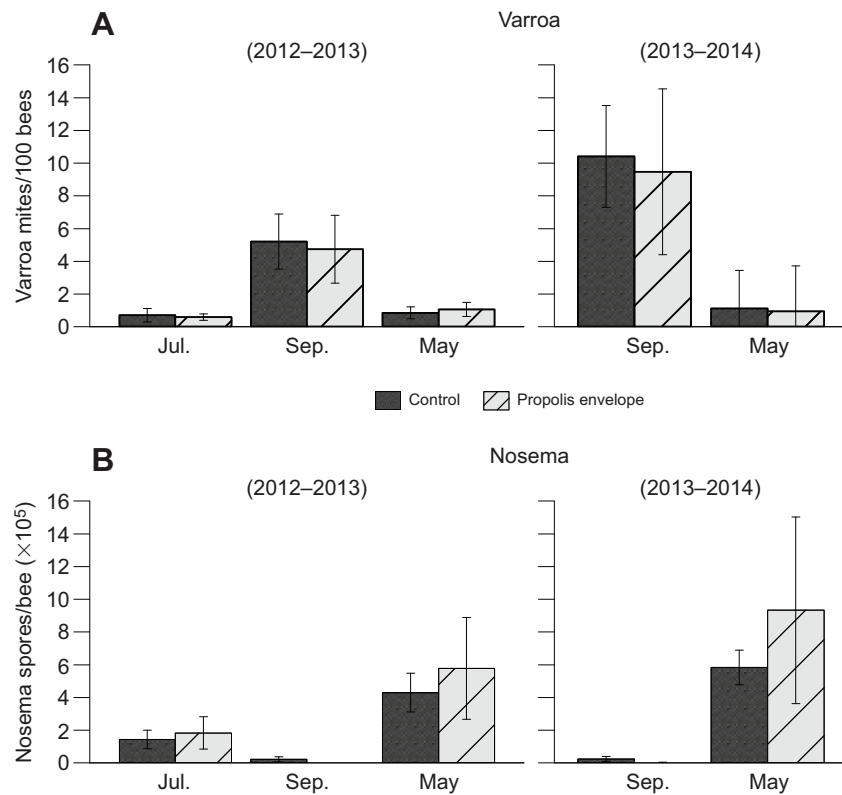 A
Varroa
(2012–2013)
(2013–2014)
Varroa mites/100 bees
16
14
12
10
8
6
4
2
0
Jul.
Sep.
May
Sep.
May
Control
Propolis envelope
B
Nosema
(2012–2013)
(2013–2014)
Nosema spores/bee (×10⁵)
16
14
12
10
8
6
4
2
0
Jul.
Sep.
May
Sep.
May